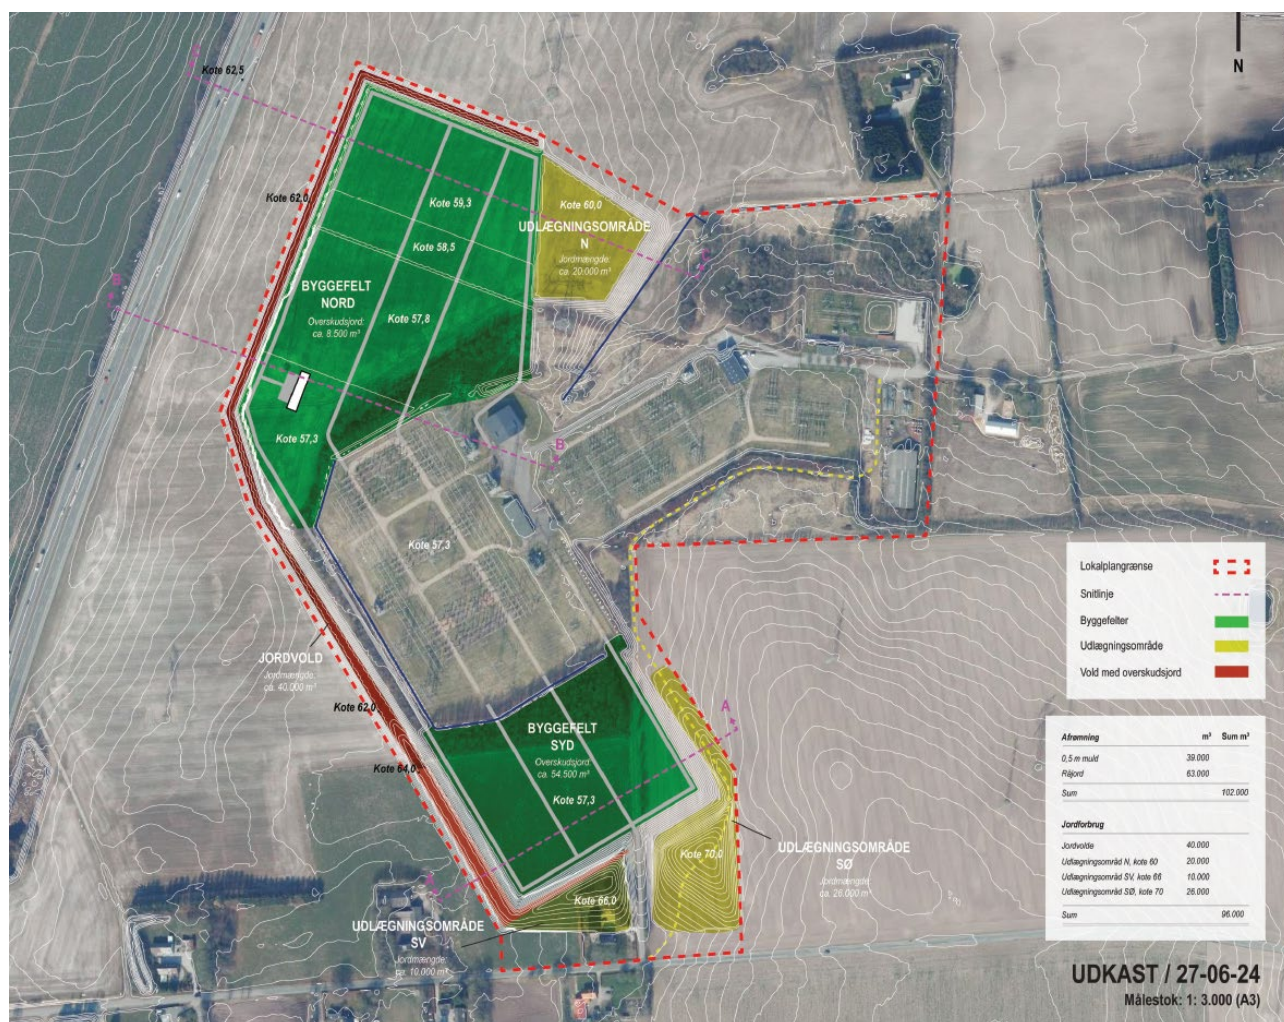 N
Kote 62,5
Kote 62,0
Kote 59,3
Kote 60,0
UDLÆGNINGSOMRÅDE
N
Jordmængde:
ca. 20.000 m³
Kote 58,5
C
B
BYGGEFELT
NORD
Overskudsjord:
ca. 8.500 m³
Kote 57,8
Kote 57,3
B
Kote 57,3
JORDVOLD
Jordmængde:
ca. 40.000 m³
Kote 62,0
Kote 64,0
A
BYGGEFELT
SYD
Overskudsjord:
ca. 54.500 m³
Kote 57,3
Kote 70,0
UDLÆGNINGSOMRÅDE
SØ
Jordmængde:
ca. 26.000 m³
Kote 66,0
UDLÆGNINGSOMRÅDE
SV
Jordmængde:
ca. 10.000 m³
Lokalplangrænse
Snitlinje
Byggefelter
Udlægningsområde
Vold med overskudsjord
Afrømning m³ Sum m³
0,5 m muld 39.000
Råjord 63.000
Sum 102.000
Jordforbrug
Jordvolde 40.000
Udlægningsområd N, kote 60 20.000
Udlægningsområd SV, kote 66 10.000
Udlægningsområd SØ, kote 70 26.000
Sum 96.000
UDKAST / 27-06-24
Målestok: 1: 3.000 (A3)